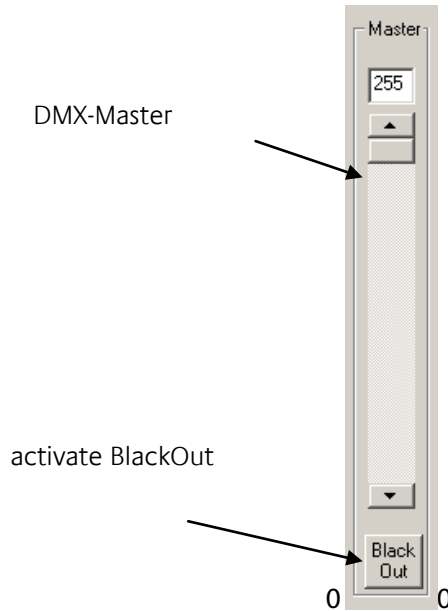 Master
255
DMX-Master
activate BlackOut
Black
Out
0
0